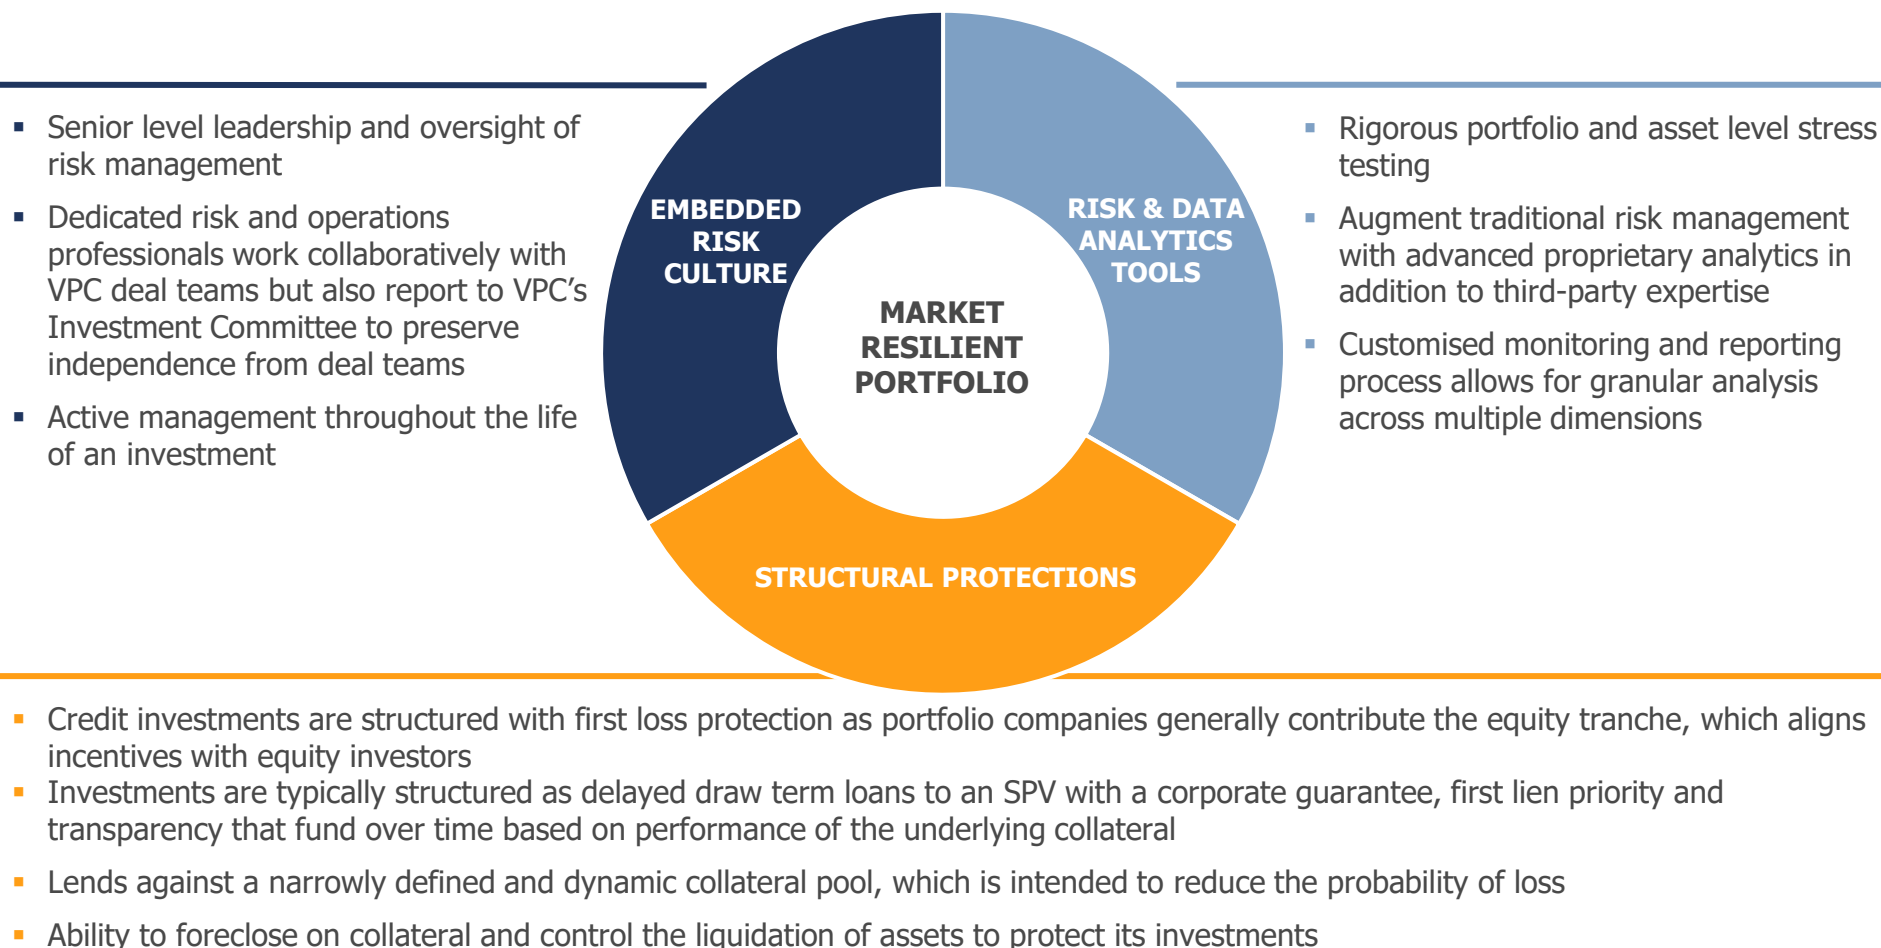 Senior level leadership and oversight of
risk management
Dedicated risk and operations
professionals work collaboratively with
VPC deal teams but also report to VPC’s
Investment Committee to preserve
independence from deal teams
Active management throughout the life
of an investment
EMBEDDED
RISK
CULTURE
MARKET
RESILIENT
PORTFOLIO
RISK & DATA
ANALYTICS
TOOLS
Rigorous portfolio and asset level stress
testing
Augment traditional risk management
with advanced proprietary analytics in
addition to third-party expertise
Customised monitoring and reporting
process allows for granular analysis
across multiple dimensions
STRUCTURAL PROTECTIONS
Credit investments are structured with first loss protection as portfolio companies generally contribute the equity tranche, which aligns
incentives with equity investors
Investments are typically structured as delayed draw term loans to an SPV with a corporate guarantee, first lien priority and
transparency that fund over time based on performance of the underlying collateral
Lends against a narrowly defined and dynamic collateral pool, which is intended to reduce the probability of loss
Ability to foreclose on collateral and control the liquidation of assets to protect its investments